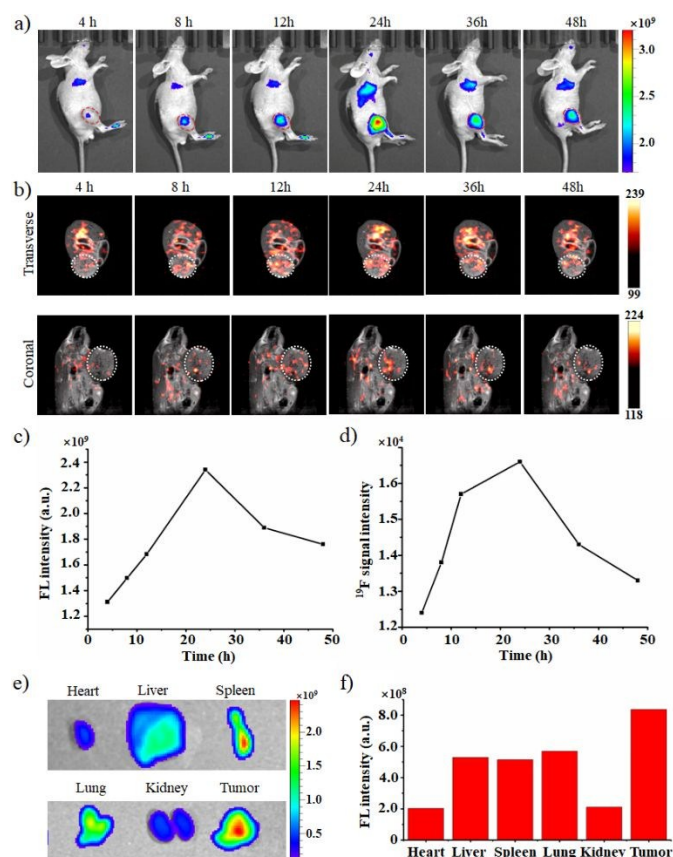 a)
4 h 8 h 12h 24h 36h 48h
×10⁹
3.0
2.5
2.0
b)
4 h 8 h 12h 24h 36h 48h
Transverse
239
99
Coronal
224
118
c)
×10⁹
2.4
2.2
2.0
1.8
1.6
1.4
1.2
FL intensity (a.u.)
0 10 20 30 40 50
Time (h)
d)
×10⁴
1.6
1.4
1.3
1.2
¹⁹F signal intensity
0 10 20 30 40 50
Time (h)
e)
Heart Liver Spleen
Lung Kidney Tumor
×10⁹
2.0
1.5
1.0
0.5
f)
FL intensity (a.u.)
×10⁸
8.0
6.0
4.0
2.0
0
Heart Liver Spleen Lung Kidney Tumor